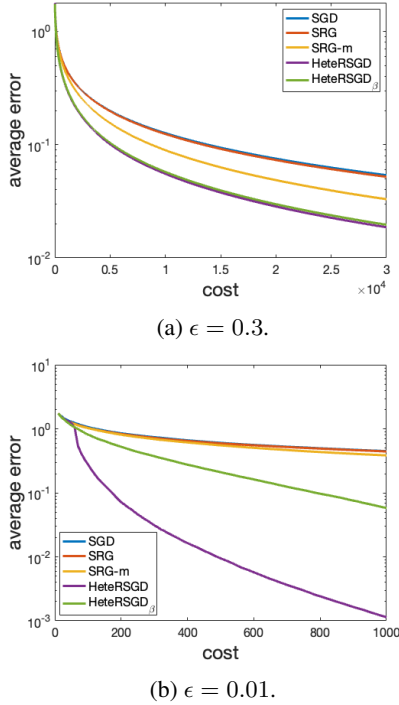 10^0
10^-1
10^-2
average error
SGD
SRG
SRG-m
HeteRSGD
HeteRSGD_β
0 0.5 1 1.5 2 2.5 3
cost
×10^4
(a) ϵ = 0.3.
10^1
10^0
10^-1
10^-2
10^-3
average error
SGD
SRG
SRG-m
HeteRSGD
HeteRSGD_β
0 200 400 600 800 1000
cost
(b) ϵ = 0.01.